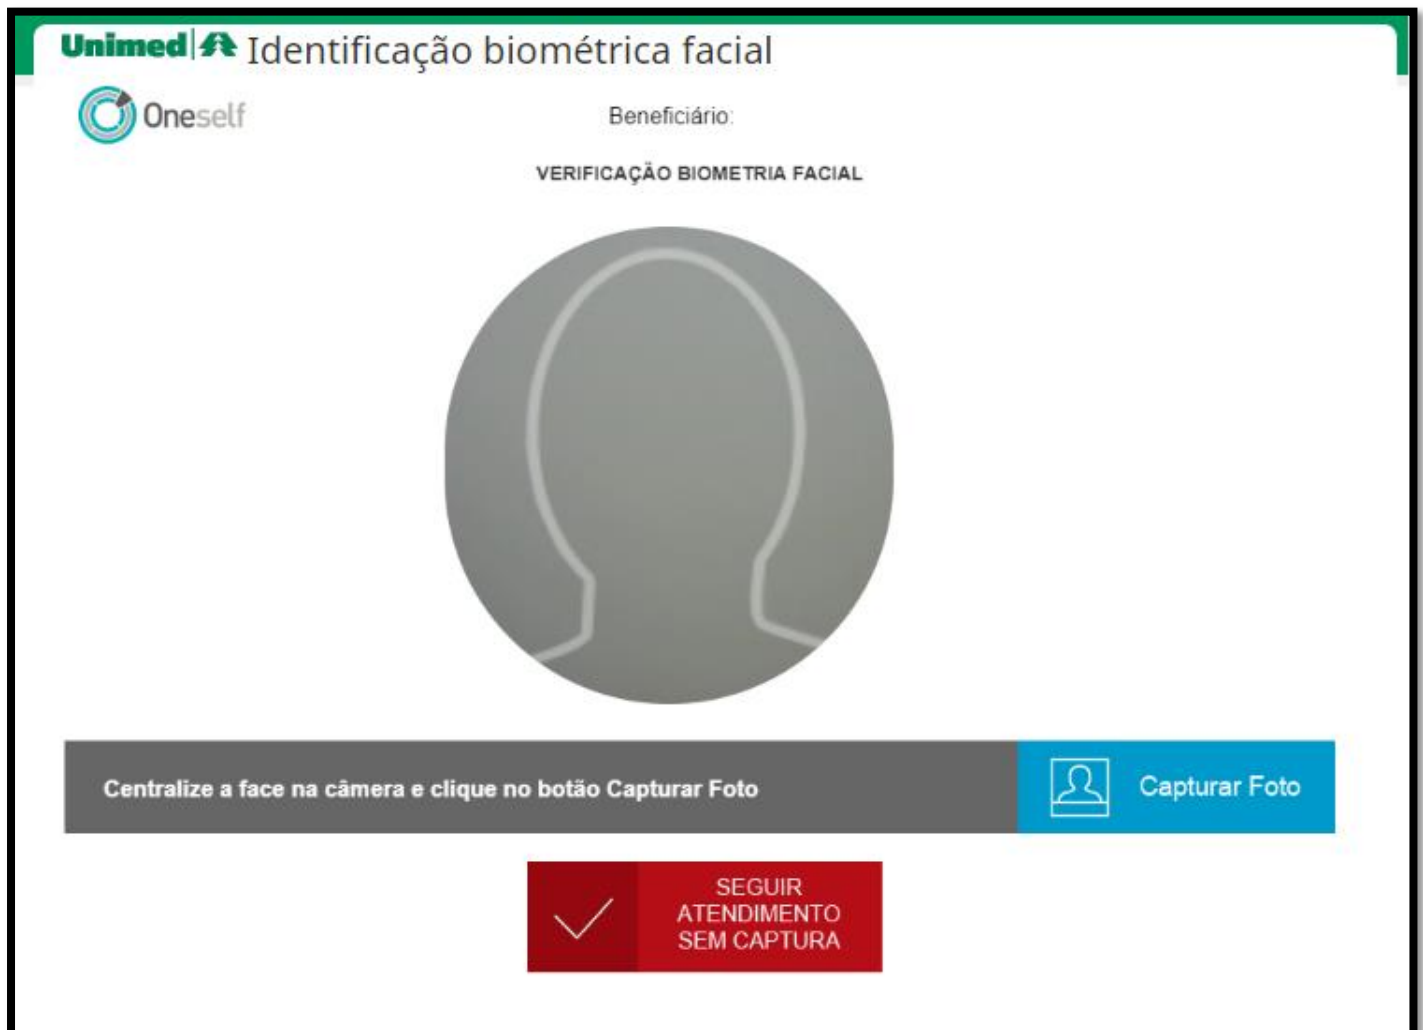 Unimed Identificação biométrica facial
Oneself
Beneficiário:
VERIFICAÇÃO BIOMETRIA FACIAL
Centralize a face na câmera e clique no botão Capturar Foto
Capturar Foto
SEGUIR
ATENDIMENTO
SEM CAPTURA